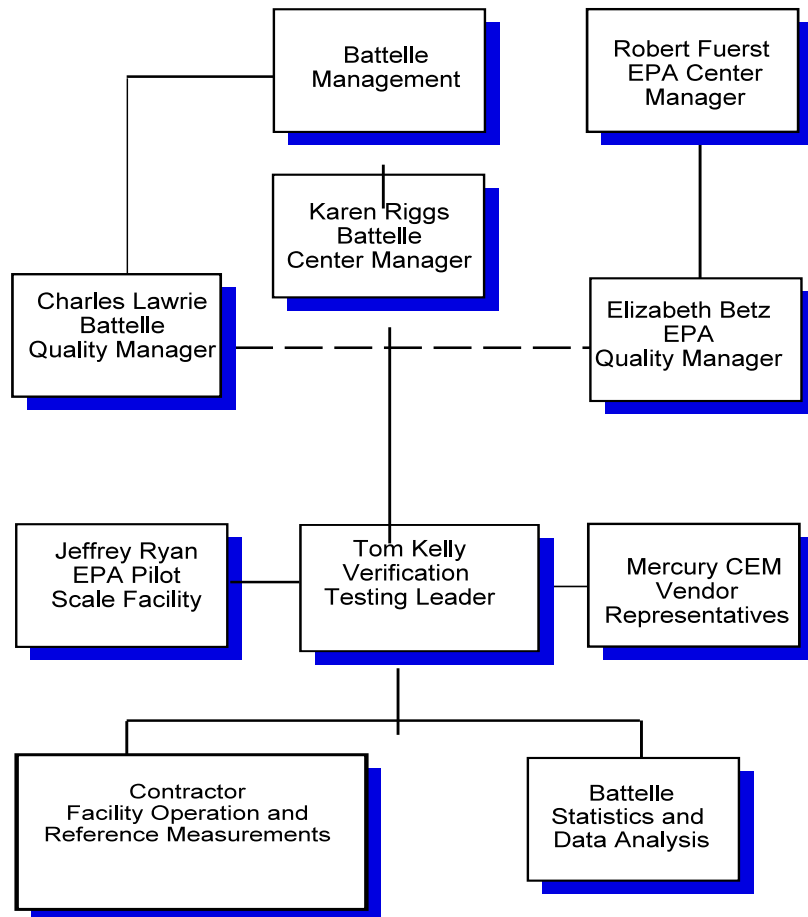 Battelle
Management
Robert Fuerst
EPA Center
Manager
Karen Riggs
Battelle
Center Manager
Charles Lawrie
Battelle
Quality Manager
Elizabeth Betz
EPA
Quality Manager
Jeffrey Ryan
EPA Pilot
Scale Facility
Tom Kelly
Verification
Testing Leader
Mercury CEM
Vendor
Representatives
Contractor
Facility Operation and
Reference Measurements
Battelle
Statistics and
Data Analysis